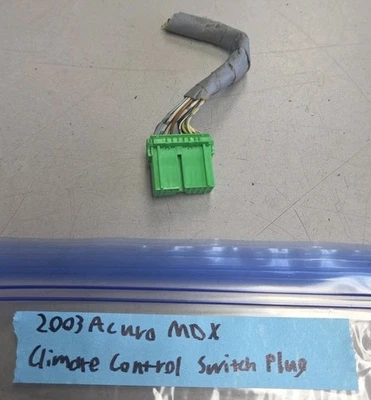 2003 Acura MDX
Climate Control Switch Plug